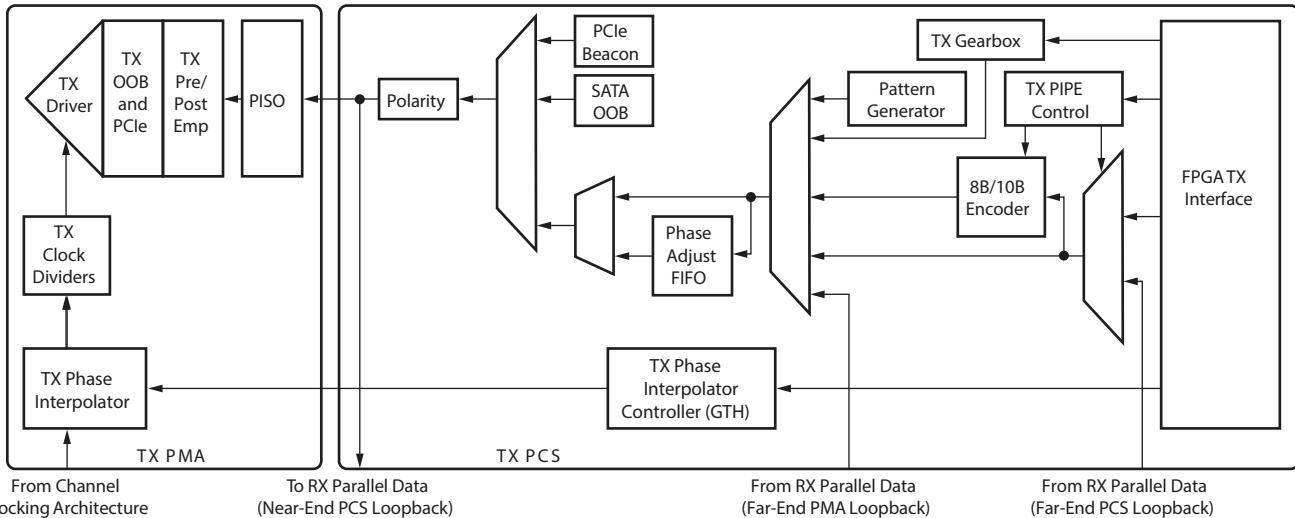 TX
Driver
TX
OOB
and
PCIe
TX
Pre/
Post
Emp
PISO
Polarity
PCIe
Beacon
SATA
OOB
TX Gearbox
Pattern
Generator
TX PIPE
Control
8B/10B
Encoder
FPGA TX
Interface
TX
Clock
Dividers
Phase
Adjust
FIFO
TX Phase
Interpolator
TX Phase
Interpolator
Controller (GTH)
TX PMA
TX PCS
From Channel
ocking Architecture
To RX Parallel Data
(Near-End PCS Loopback)
From RX Parallel Data
(Far-End PMA Loopback)
From RX Parallel Data
(Far-End PCS Loopback)